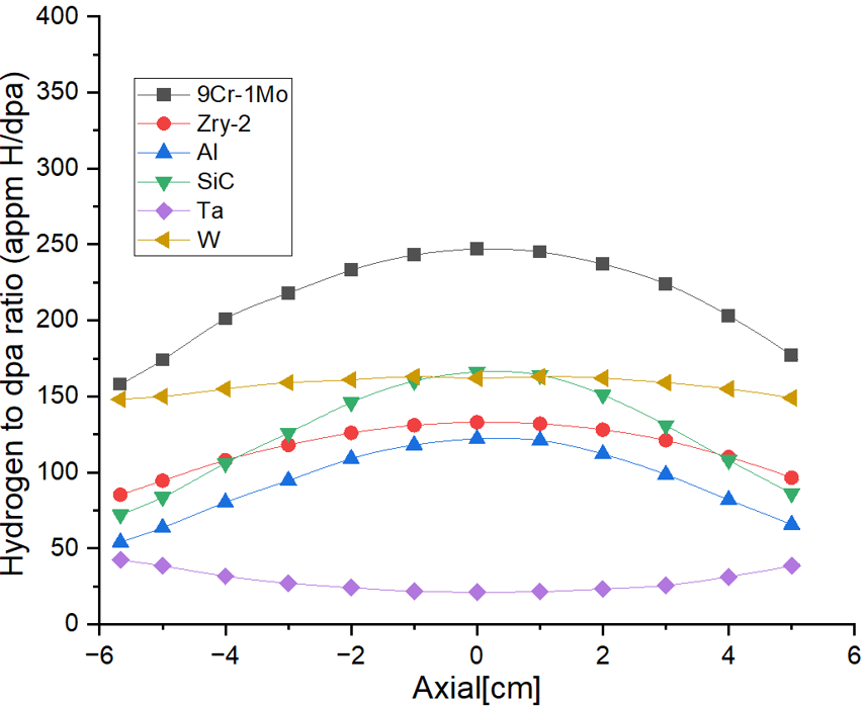 Hydrogen to dpa ratio (appm H/dpa)
400
350
300
250
200
150
100
50
0
9Cr-1Mo
Zry-2
Al
SiC
Ta
W
−6 −4 −2 0 2 4 6
Axial[cm]